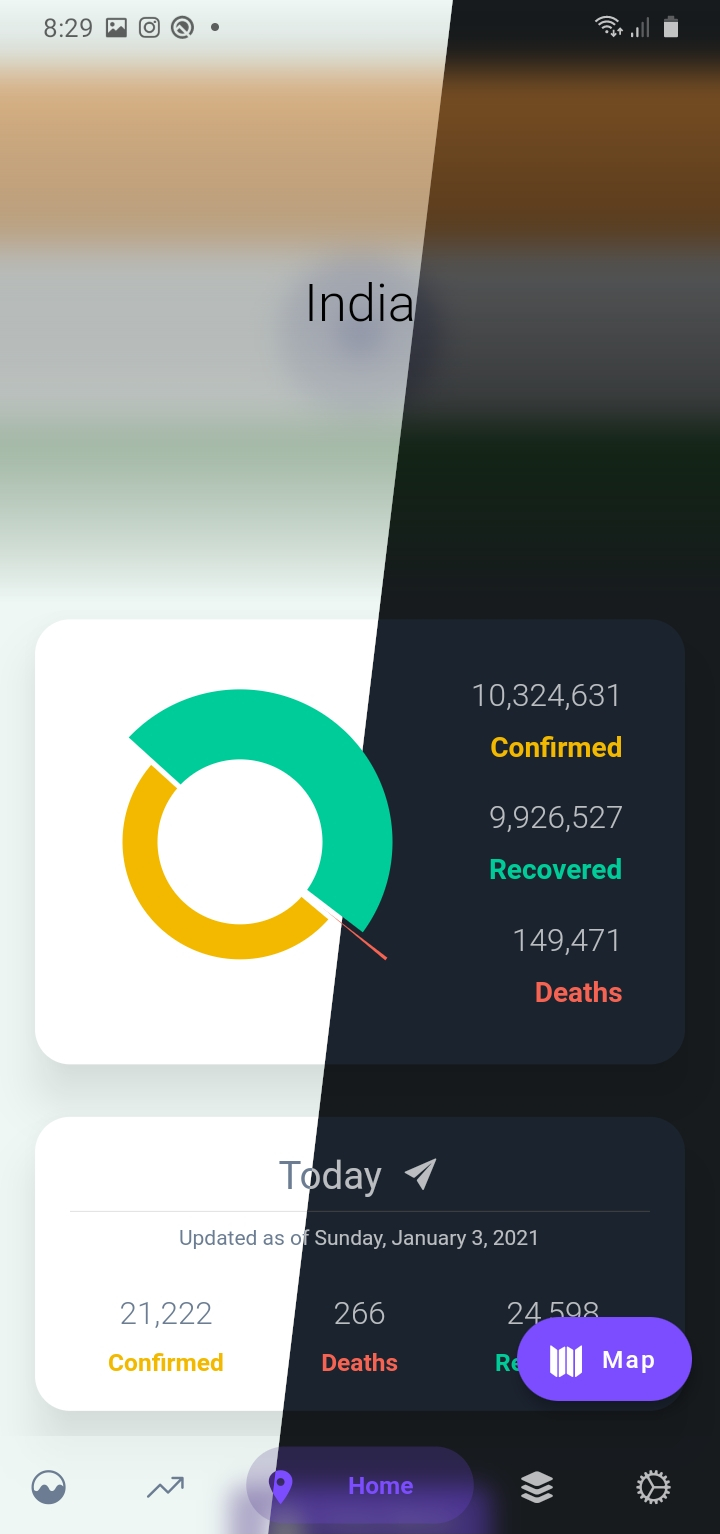 8:29
India
10,324,631
Confirmed
9,926,527
Recovered
149,471
Deaths
Today
Updated as of Sunday, January 3, 2021
21,222 266 24,598
Confirmed Deaths Re
Map
Home